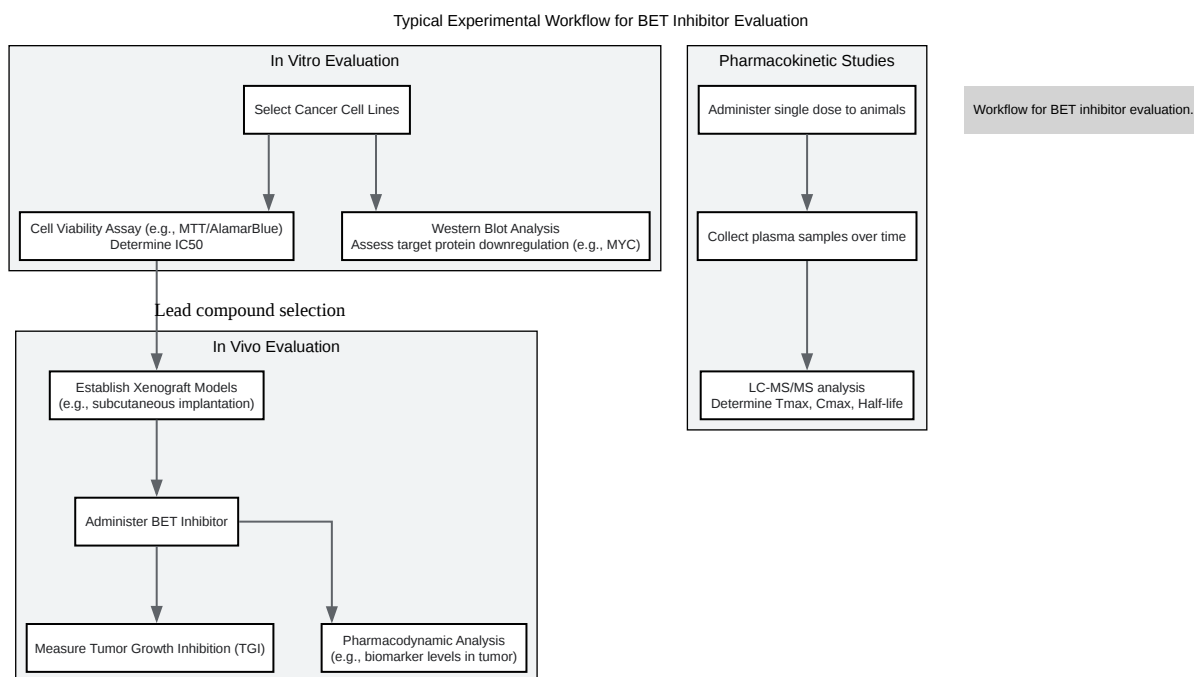 Typical Experimental Workflow for BET Inhibitor Evaluation
In Vitro Evaluation
Select Cancer Cell Lines
Cell Viability Assay (e.g., MTT/AlamarBlue)
Determine IC50
Western Blot Analysis
Assess target protein downregulation (e.g., MYC)
Lead compound selection
In Vivo Evaluation
Establish Xenograft Models
(e.g., subcutaneous implantation)
Administer BET Inhibitor
Measure Tumor Growth Inhibition (TGI)
Pharmacodynamic Analysis
(e.g., biomarker levels in tumor)
Pharmacokinetic Studies
Administer single dose to animals
Collect plasma samples over time
LC-MS/MS analysis
Determine Tmax, Cmax, Half-life
Workflow for BET inhibitor evaluation.